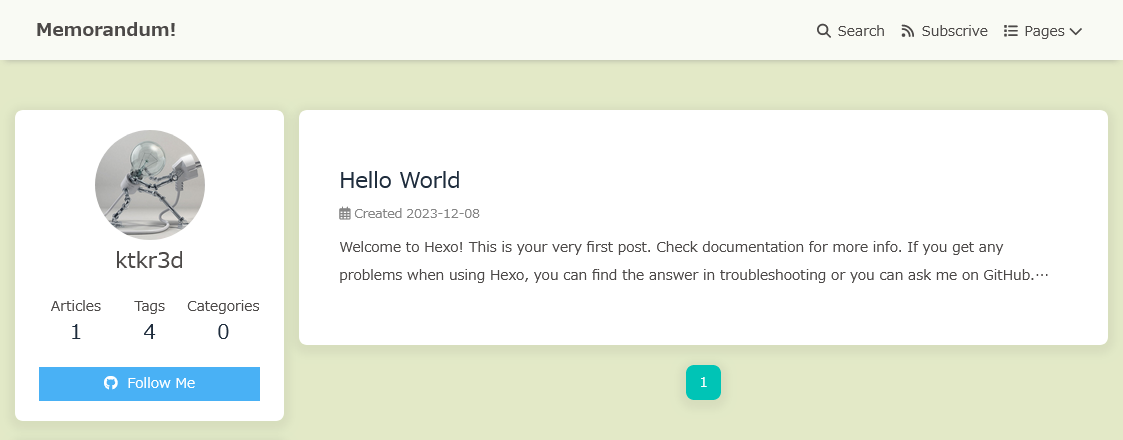 Memorandum!
Search
Subscrive
Pages
ktkr3d
Articles
1
Tags
4
Categories
0
Follow Me
Hello World
Created 2023-12-08
Welcome to Hexo! This is your very first post. Check documentation for more info. If you get any
problems when using Hexo, you can find the answer in troubleshooting or you can ask me on GitHub.…
1